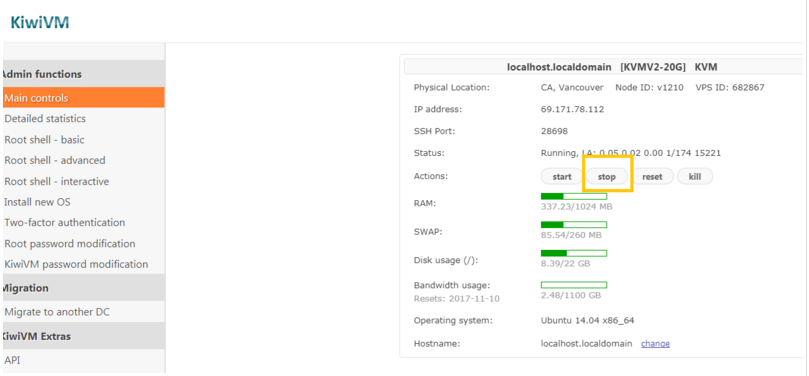 KiwiVM
Admin functions
Main controls
Detailed statistics
Root shell - basic
Root shell - advanced
Root shell - interactive
Install new OS
Two-factor authentication
Root password modification
KiwiVM password modification
Migration
Migrate to another DC
KiwiVM Extras
API
localhost.localdomain [KVMV2-20G] KVM
Physical Location: CA, Vancouver Node ID: v1210 VPS ID: 682867
IP address: 69.171.78.112
SSH Port: 28698
Status: Running, LA: 0.05 0.02 0.00 1/174 15221
Actions: start stop reset kill
RAM: 337.23/1024 MB
SWAP: 85.54/260 MB
Disk usage (/): 8.39/22 GB
Bandwidth usage:
Resets: 2017-11-10 2.48/1100 GB
Operating system: Ubuntu 14.04 x86_64
Hostname: localhost.localdomain change